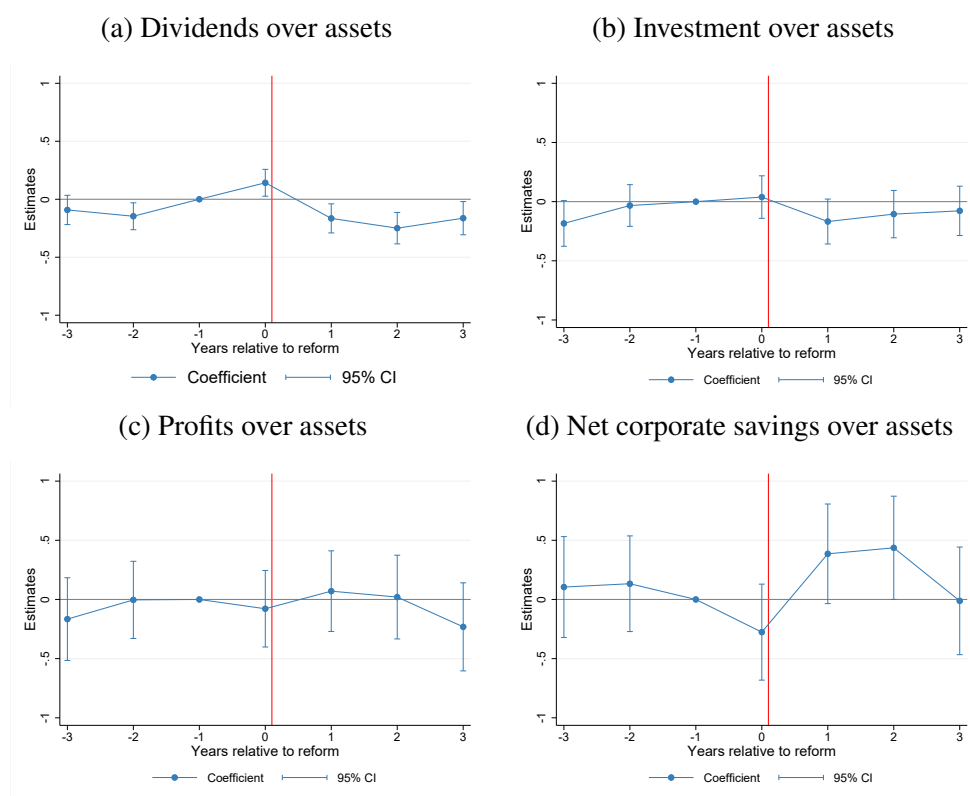 (a) Dividends over assets
1
.5
0
-.5
-1
Estimates
-3 -2 -1 0 1 2 3
Years relative to reform
Coefficient 95% CI
(b) Investment over assets
1
.5
0
-.5
-1
Estimates
-3 -2 -1 0 1 2 3
Years relative to reform
Coefficient 95% CI
(c) Profits over assets
1
.5
0
-.5
-1
Estimates
-3 -2 -1 0 1 2 3
Years relative to reform
Coefficient 95% CI
(d) Net corporate savings over assets
1
.5
0
-.5
-1
Estimates
-3 -2 -1 0 1 2 3
Years relative to reform
Coefficient 95% CI